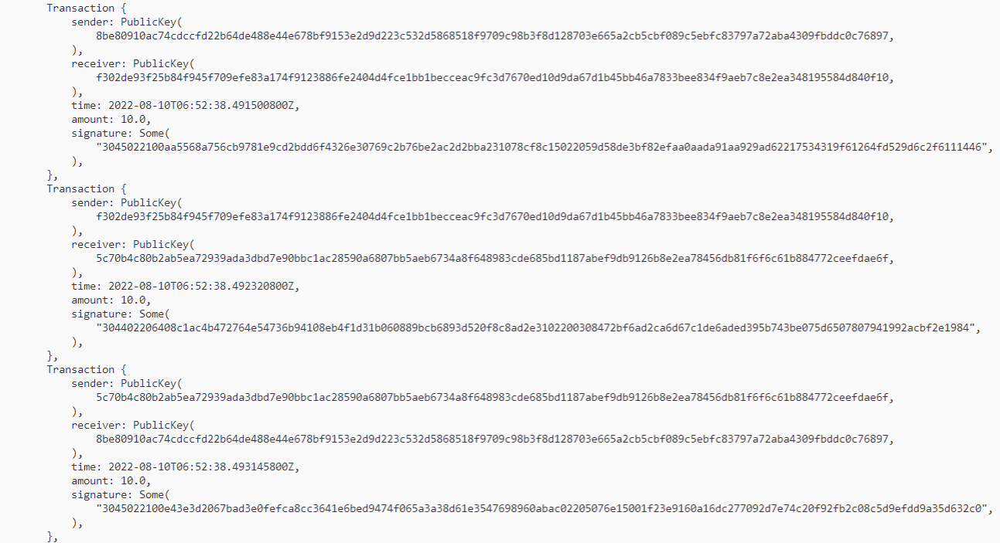 Transaction {
sender: PublicKey(
8be80910ac74cdccfd22b64de488e44e678bf9153e2d9d223c532d5868518f9709c98b3f8d128703e665a2cb5cbf089c5ebfc83797a72aba4309fbddc0c76897,
),
receiver: PublicKey(
f302de93f25b84f945f709efe83a174f9123886fe2404d4fce1bb1becceac9fc3d7670ed10d9da67d1b45bb46a7833bee834f9aeb7c8e2ea348195584d840f10,
),
time: 2022-08-10T06:52:38.491500800Z,
amount: 10.0,
signature: Some(
"3045022100aa5568a756cb9781e9cd2bdd6f4326e30769c2b76be2ac2d2bba231078cf8c15022059d58de3bf82efaa0aada91aa929ad62217534319f61264fd529d6c2f6111446",
),
},
Transaction {
sender: PublicKey(
f302de93f25b84f945f709efe83a174f9123886fe2404d4fce1bb1becceac9fc3d7670ed10d9da67d1b45bb46a7833bee834f9aeb7c8e2ea348195584d840f10,
),
receiver: PublicKey(
5c70b4c80b2ab5ea72939ada3dbd7e90bbc1ac28590a6807bb5aeb6734a8f648983cde685bd1187abef9db9126b8e2ea78456db81f6f6c61b884772ceefdae6f,
),
time: 2022-08-10T06:52:38.492320800Z,
amount: 10.0,
signature: Some(
"304402206408c1ac4b472764e54736b94108eb4f1d31b060889bcb6893d520f8c8ad2e3102200308472bf6ad2ca6d67c1de6aded395b743be075d6507807941992acbf2e1984",
),
},
Transaction {
sender: PublicKey(
5c70b4c80b2ab5ea72939ada3dbd7e90bbc1ac28590a6807bb5aeb6734a8f648983cde685bd1187abef9db9126b8e2ea78456db81f6f6c61b884772ceefdae6f,
),
receiver: PublicKey(
8be80910ac74cdccfd22b64de488e44e678bf9153e2d9d223c532d5868518f9709c98b3f8d128703e665a2cb5cbf089c5ebfc83797a72aba4309fbddc0c76897,
),
time: 2022-08-10T06:52:38.493145800Z,
amount: 10.0,
signature: Some(
"3045022100e43e3d2067bad3e0fefca8cc3641e6bed9474f065a3a38d61e3547698960abac02205076e15001f23e9160a16dc277092d7e74c20f92fb2c08c5d9efdd9a35d632c0",
),
},